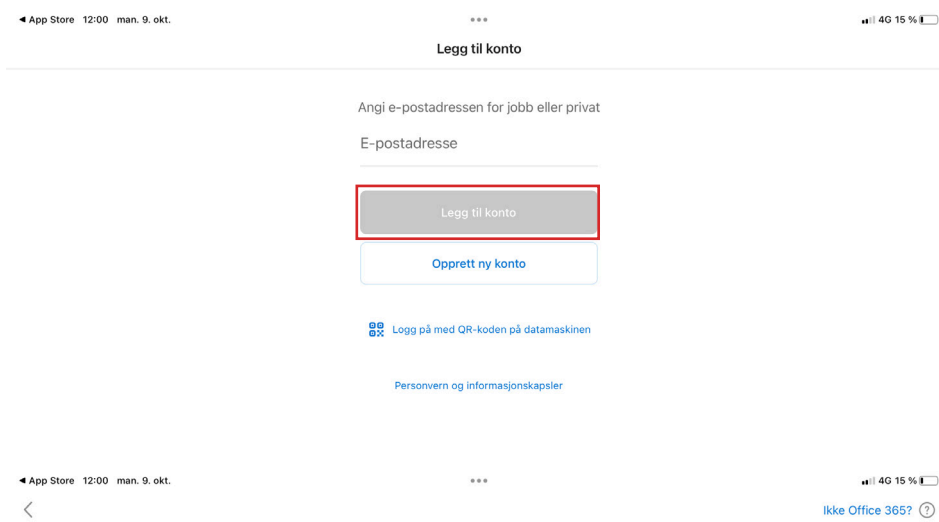 ◀ App Store 12:00 man. 9. okt.
4G 15 %
Legg til konto
Angi e-postadressen for jobb eller privat
E-postadresse
Legg til konto
Opprett ny konto
Logg på med QR-koden på datamaskinen
Personvern og informasjonskapsler
◀ App Store 12:00 man. 9. okt.
4G 15 %
Ikke Office 365? ?